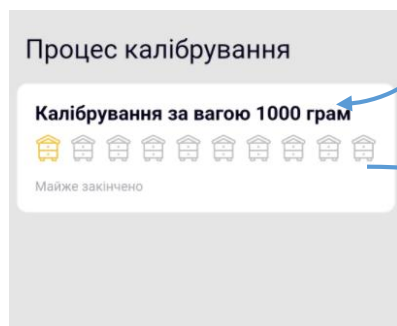 Процес калібрування
Калібрування за вагою 1000 грам
Майже закінчено